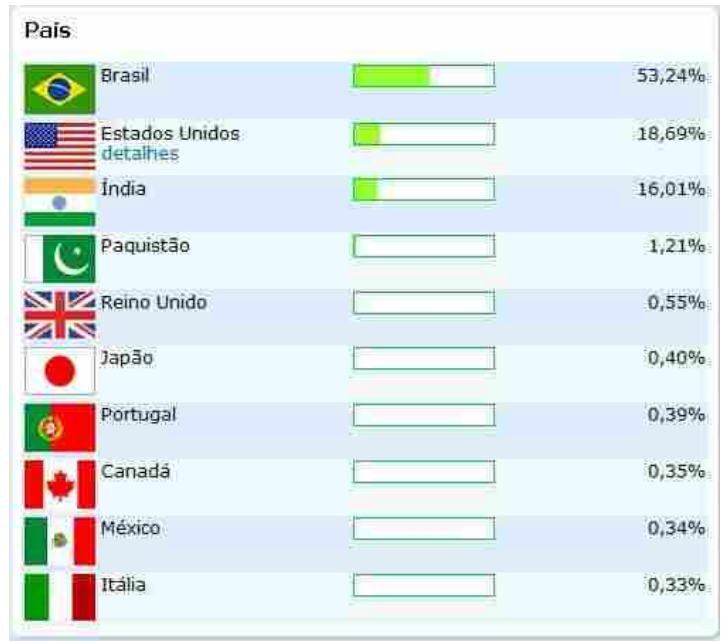 País
Brasil 53,24%
Estados Unidos 18,69%
detalhes
Índia 16,01%
Paquistão 1,21%
Reino Unido 0,55%
Japão 0,40%
Portugal 0,39%
Canadá 0,35%
México 0,34%
Itália 0,33%